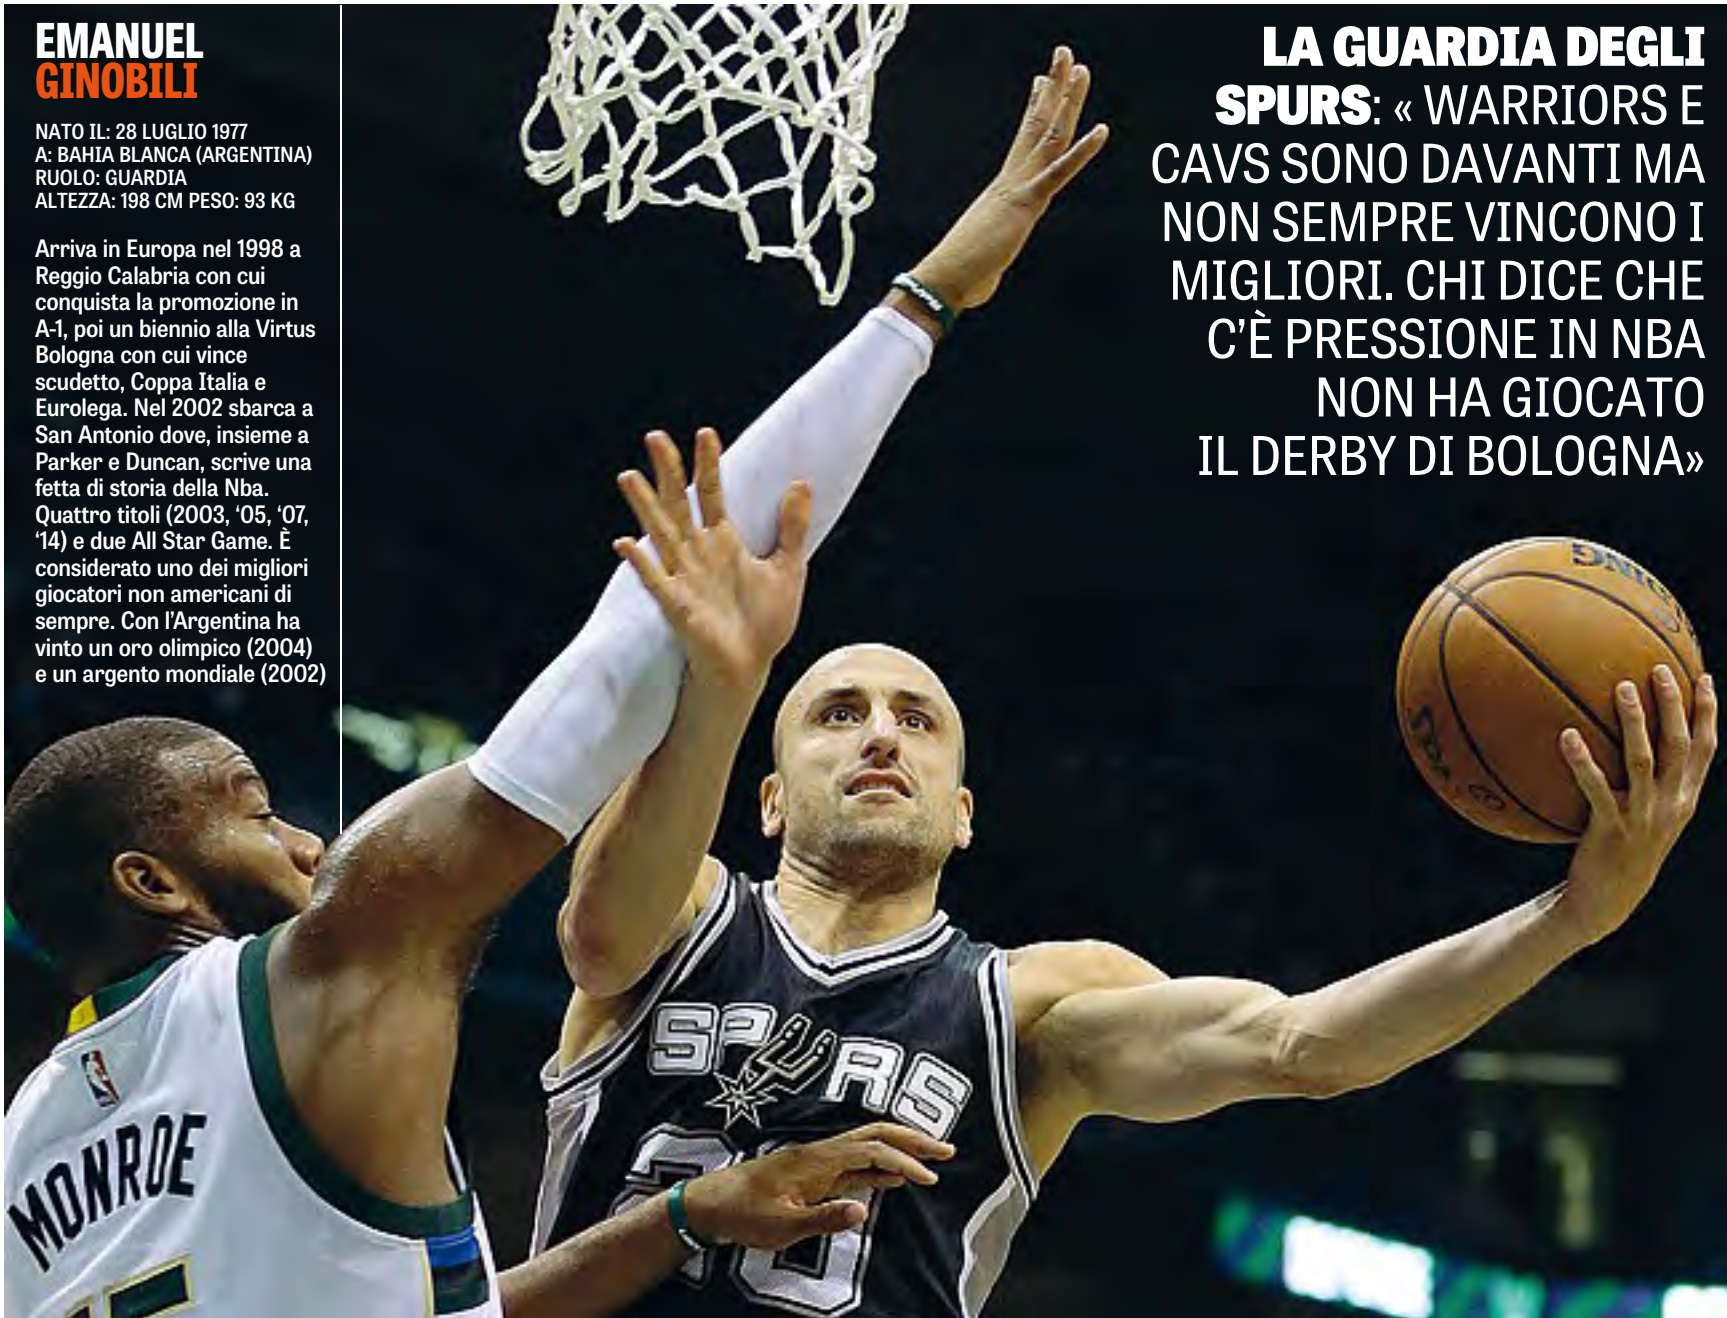 EMANUEL
GINOBILI
NATO IL: 28 LUGLIO 1977
A: BAHIA BLANCA (ARGENTINA)
RUOLO: GUARDIA
ALTEZZA: 198 CM PESO: 93 KG
Arriva in Europa nel 1998 a
Reggio Calabria con cui
conquista la promozione in
A-1, poi un biennio alla Virtus
Bologna con cui vince
scudetto, Coppa Italia e
Eurolega. Nel 2002 sbarca a
San Antonio dove, insieme a
Parker e Duncan, scrive una
fetta di storia della Nba.
Quattro titoli (2003, ‘05, ‘07,
‘14) e due All Star Game. È
considerato uno dei migliori
giocatori non americani di
sempre. Con l’Argentina ha
vinto un oro olimpico (2004)
e un argento mondiale (2002)
LA GUARDIA DEGLI
SPURS: « WARRIORS E
CAVS SONO DAVANTI MA
NON SEMPRE VINCONO I
MIGLIORI. CHI DICE CHE
C’È PRESSIONE IN NBA
NON HA GIOCATO
IL DERBY DI BOLOGNA»
SPURS
20
MONROE
15